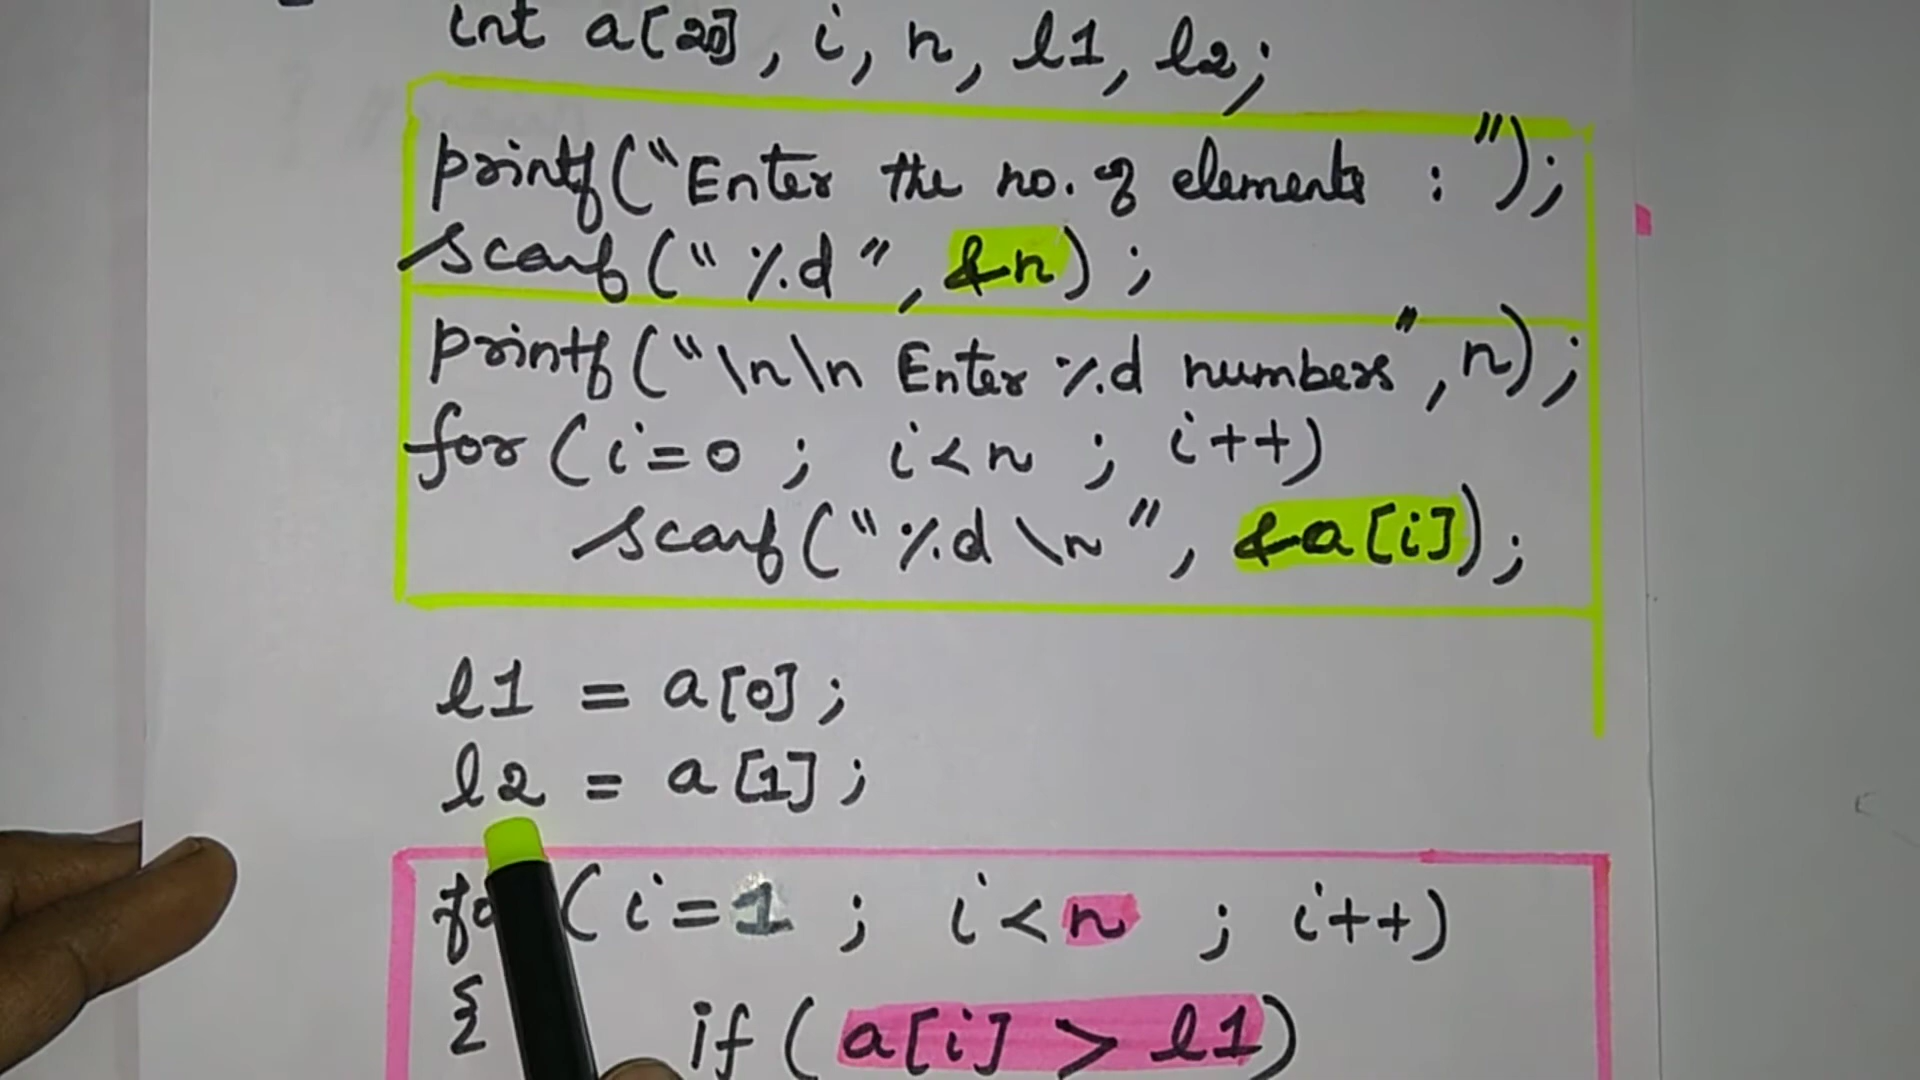 int a[20], i, n, l1, l2;
printf("Enter the no. of elements : ");
scanf("%d", &n);
printf("\n\n Enter %d numbers", n);
for(i=0 ; i<n ; i++)
scanf("%d\n", &a[i]);
l1 = a[0];
l2 = a[1];
(i=1 ; i<n ; i++)
{ if(a[i] > l1)